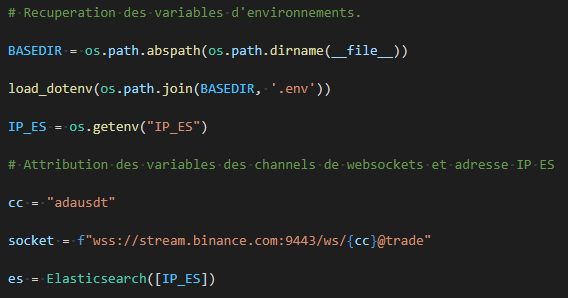 # Recuperation des variables d'environnements.
BASEDIR = os.path.abspath(os.path.dirname(__file__))
load_dotenv(os.path.join(BASEDIR, '.env'))
IP_ES = os.getenv("IP_ES")
# Attribution des variables des channels de websockets et adresse IP ES
cc = "adausdt"
socket = f"wss://stream.binance.com:9443/ws/{cc}@trade"
es = Elasticsearch([IP_ES])